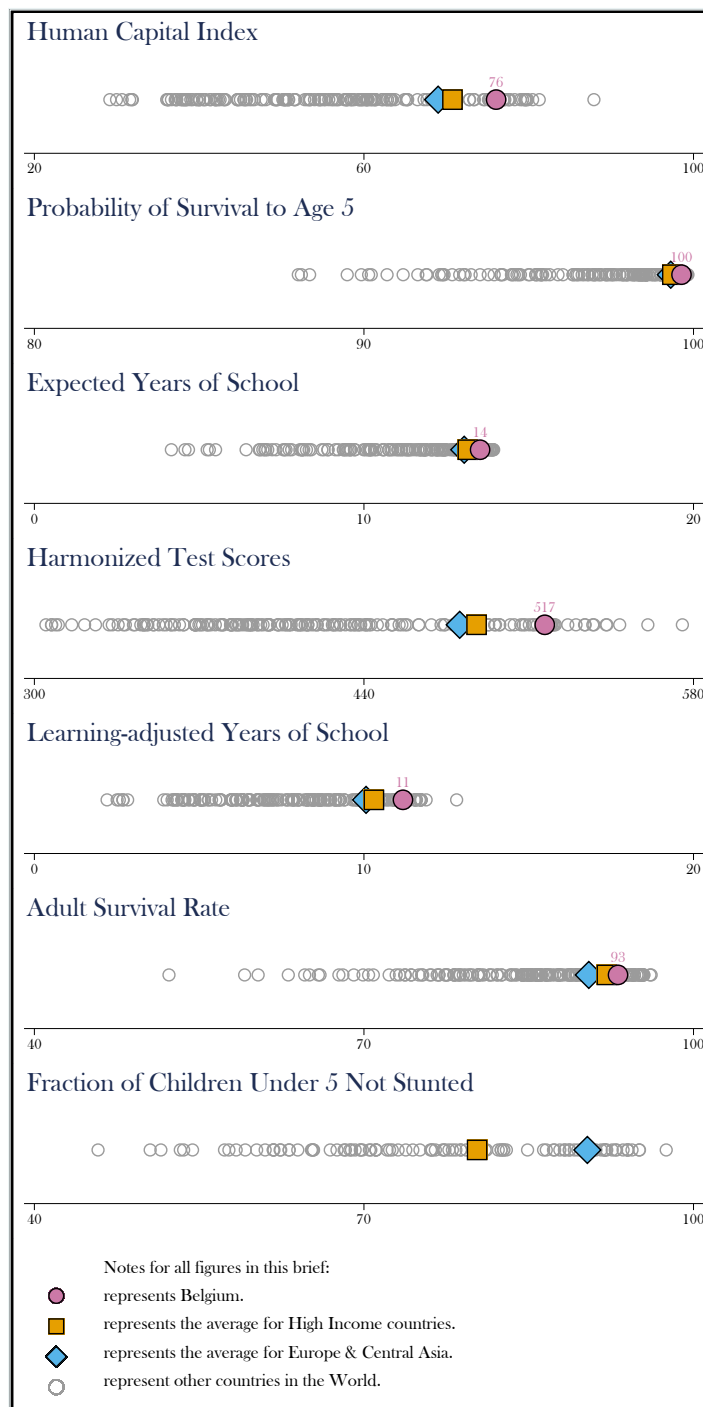 Human Capital Index
76
20 60 100
Probability of Survival to Age 5
100
80 90 100
Expected Years of School
14
0 10 20
Harmonized Test Scores
517
300 440 580
Learning-adjusted Years of School
11
0 10 20
Adult Survival Rate
93
40 70 100
Fraction of Children Under 5 Not Stunted
40 70 100
Notes for all figures in this brief:
represents Belgium.
represents the average for High Income countries.
represents the average for Europe & Central Asia.
represent other countries in the World.